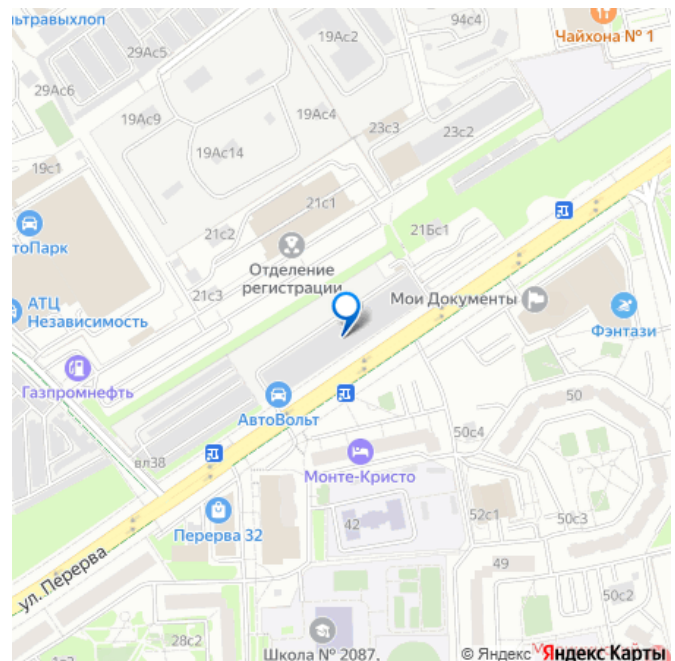 94с4
Чайхона № 1
льтравыхлоп
29Ас5
19Ас2
29Ас6
19Ас9
19Ас4
23с3
23с2
19Ас14
19с1
21с1
21с2
21Бс1
тоПарк
Отделение
регистрации
21с3
Мои Документы
АТЦ
Независимость
Фэнтази
Газпромнефть
АвтоВольт
50
50с4
вл38
Монте-Кристо
52с1
50с3
Перерва 32
42
49
ул. Перерва
50с2
28с2
Школа № 2087,
© Яндекс
Яндекс Карты